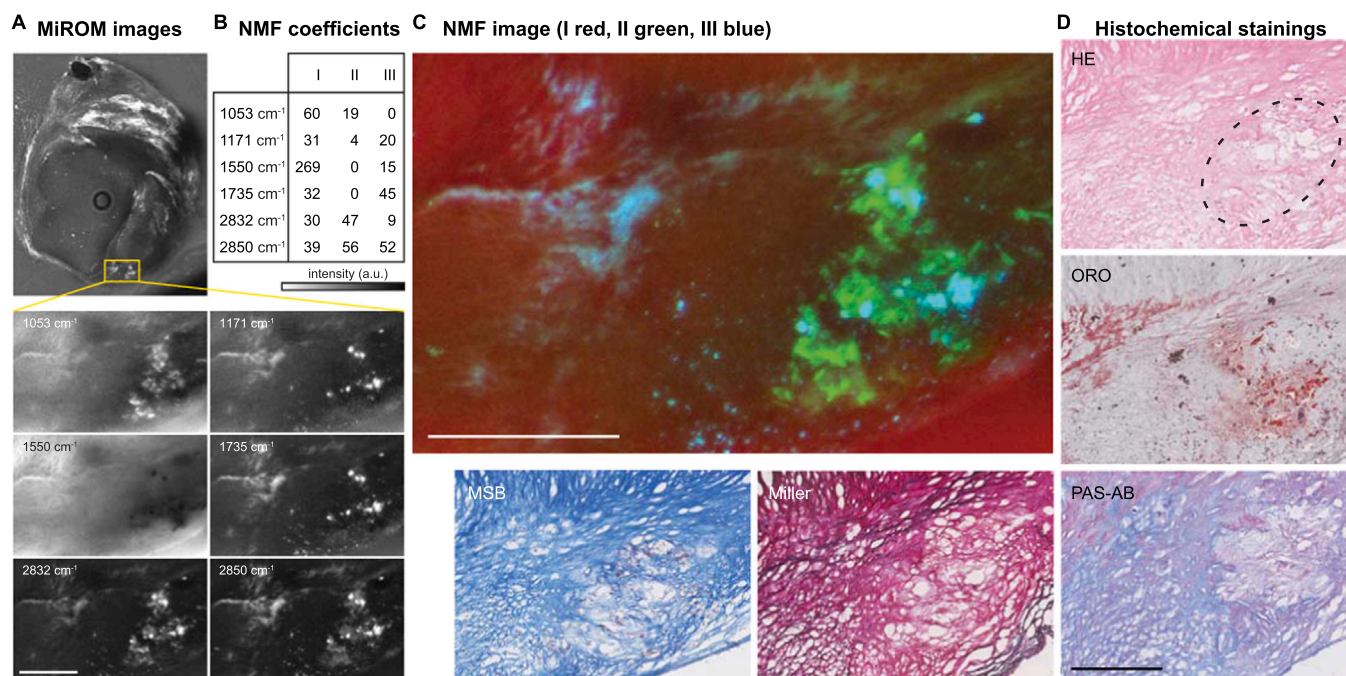 A MiROM images
B NMF coefficients
C NMF image (I red, II green, III blue)
D Histochemical stainings
I II III
1053 cm⁻¹ 60 19 0
1171 cm⁻¹ 31 4 20
1550 cm⁻¹ 269 0 15
1735 cm⁻¹ 32 0 45
2832 cm⁻¹ 30 47 9
2850 cm⁻¹ 39 56 52
intensity (a.u.)
1053 cm⁻¹
1171 cm⁻¹
1550 cm⁻¹
1735 cm⁻¹
2832 cm⁻¹
2850 cm⁻¹
MSB
Miller
HE
ORO
PAS-AB